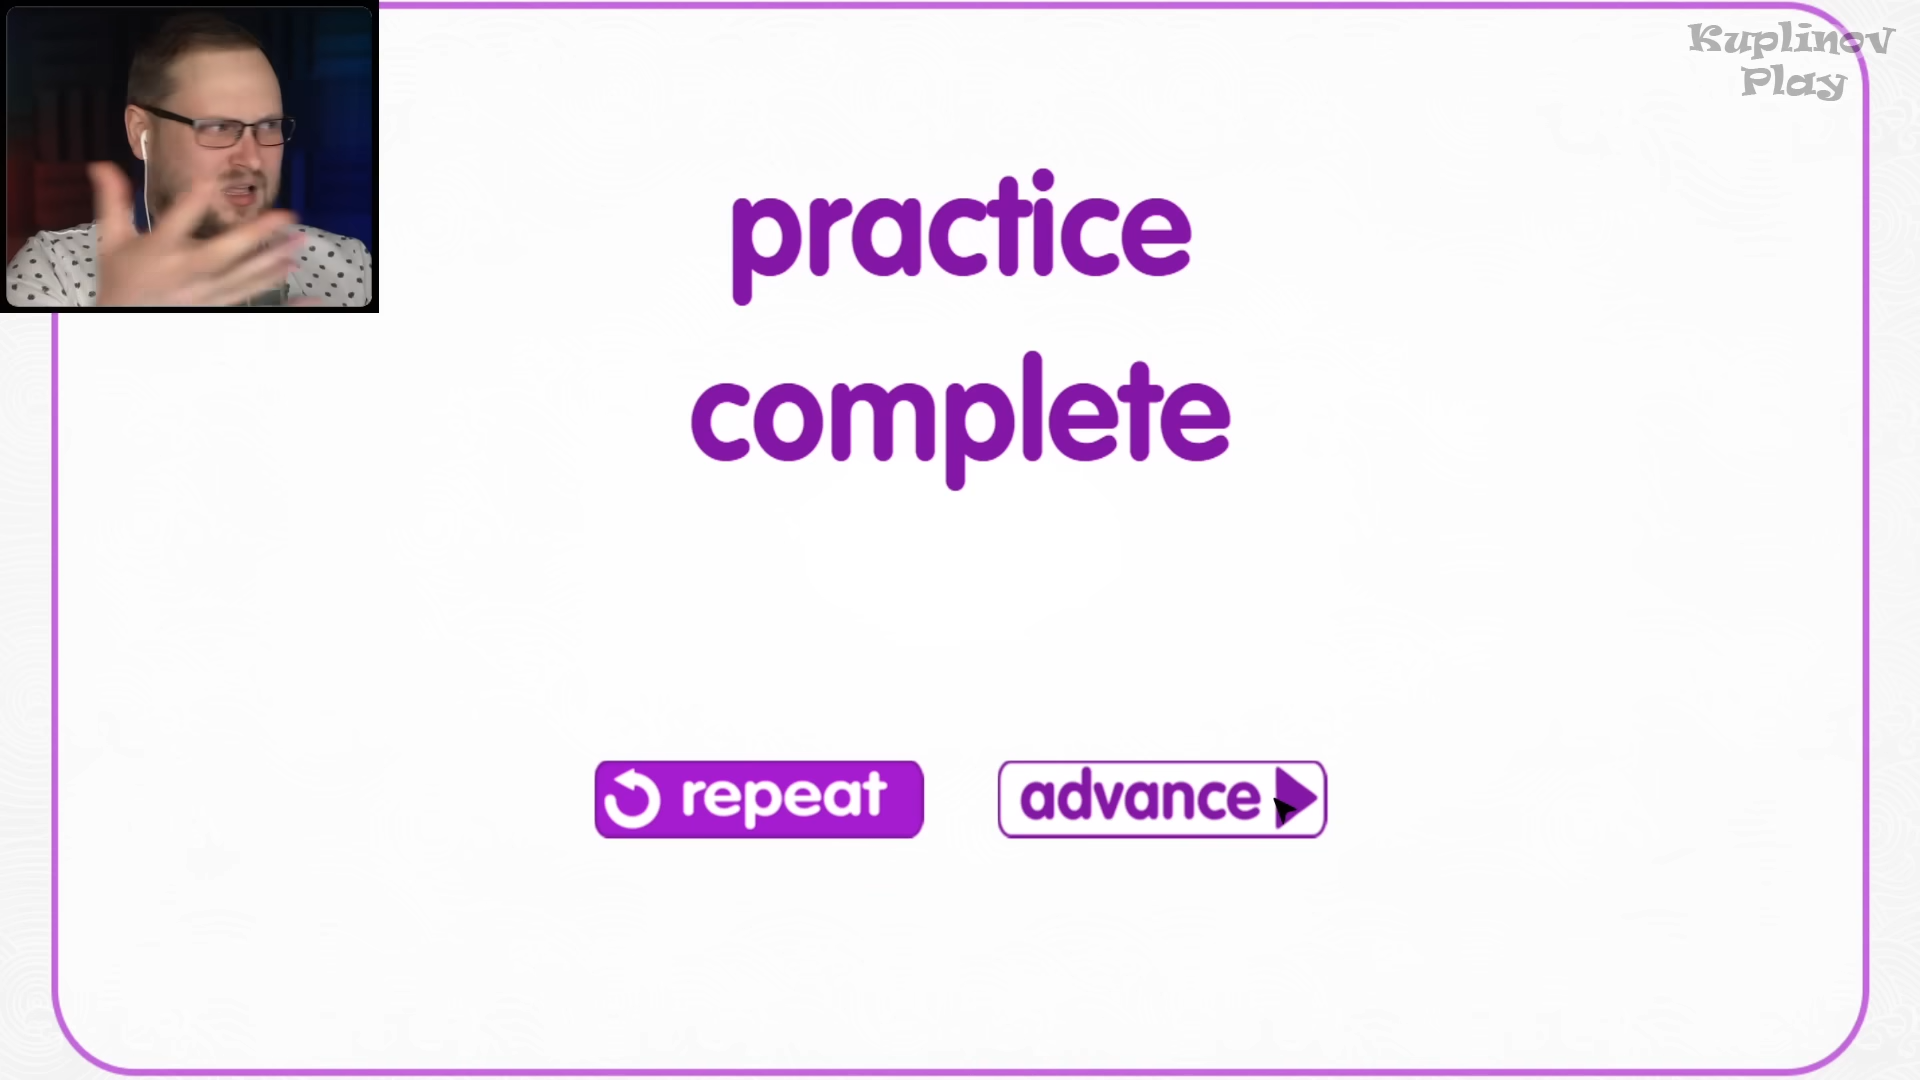 Kuplinov
Play
practice
complete
repeat
advance